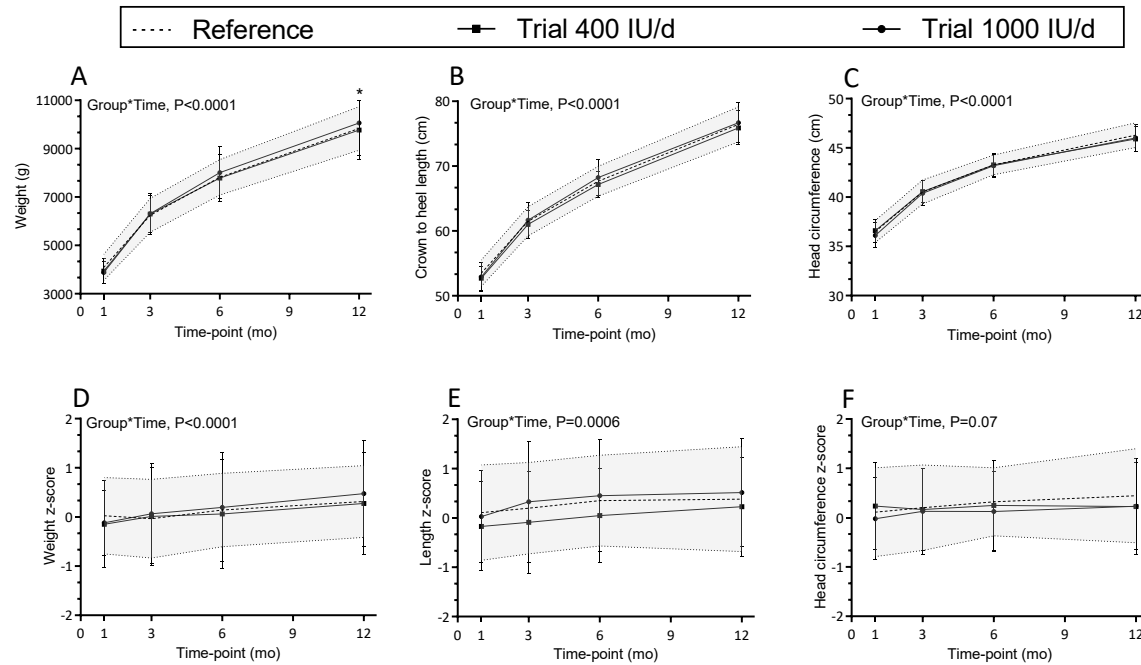 Reference Trial 400 IU/d Trial 1000 IU/d
A
Group*Time, P<0.0001
*
Weight (g)
11000
9000
7000
5000
3000
0 1 3 6 9 12
Time-point (mo)
B
Group*Time, P<0.0001
Crown to heel length (cm)
80
70
60
50
0 1 3 6 9 12
Time-point (mo)
C
Group*Time, P<0.0001
Head circumference (cm)
50
45
40
35
30
0 1 3 6 9 12
Time-point (mo)
D
Group*Time, P<0.0001
Weight z-score
2
1
0
-1
-2
0 1 3 6 9 12
Time-point (mo)
E
Group*Time, P=0.0006
Length z-score
2
1
0
-1
-2
0 1 3 6 9 12
Time-point (mo)
F
Group*Time, P=0.07
Head circumference z-score
2
1
0
-1
-2
0 1 3 6 9 12
Time-point (mo)